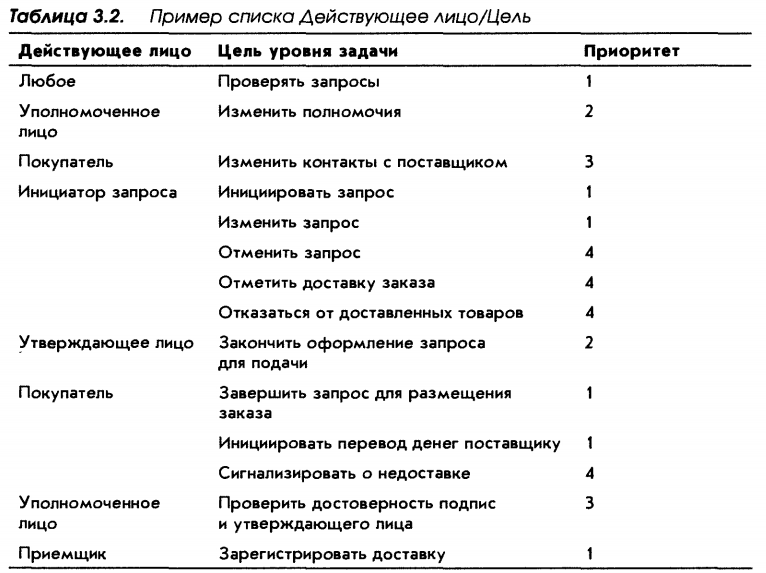 Таблица 3.2. Пример списка Действующее лицо/Цель
Действующее лицо Цель уровня задачи Приоритет
Любое Проверять запросы 1
Уполномоченное Изменить полномочия 2
лицо
Покупатель Изменить контакты с поставщиком 3
Инициатор запроса Инициировать запрос 1
Изменить запрос 1
Отменить запрос 4
Отметить доставку заказа 4
Отказаться от доставленных товаров 4
Утверждающее лицо Закончить оформление запроса 2
для подачи
Покупатель Завершить запрос для размещения 1
заказа
Инициировать перевод денег поставщику 1
Сигнализировать о недоставке 4
Уполномоченное Проверить достоверность подпис 3
лицо и утверждающего лица
Приемщик Зарегистрировать доставку 1